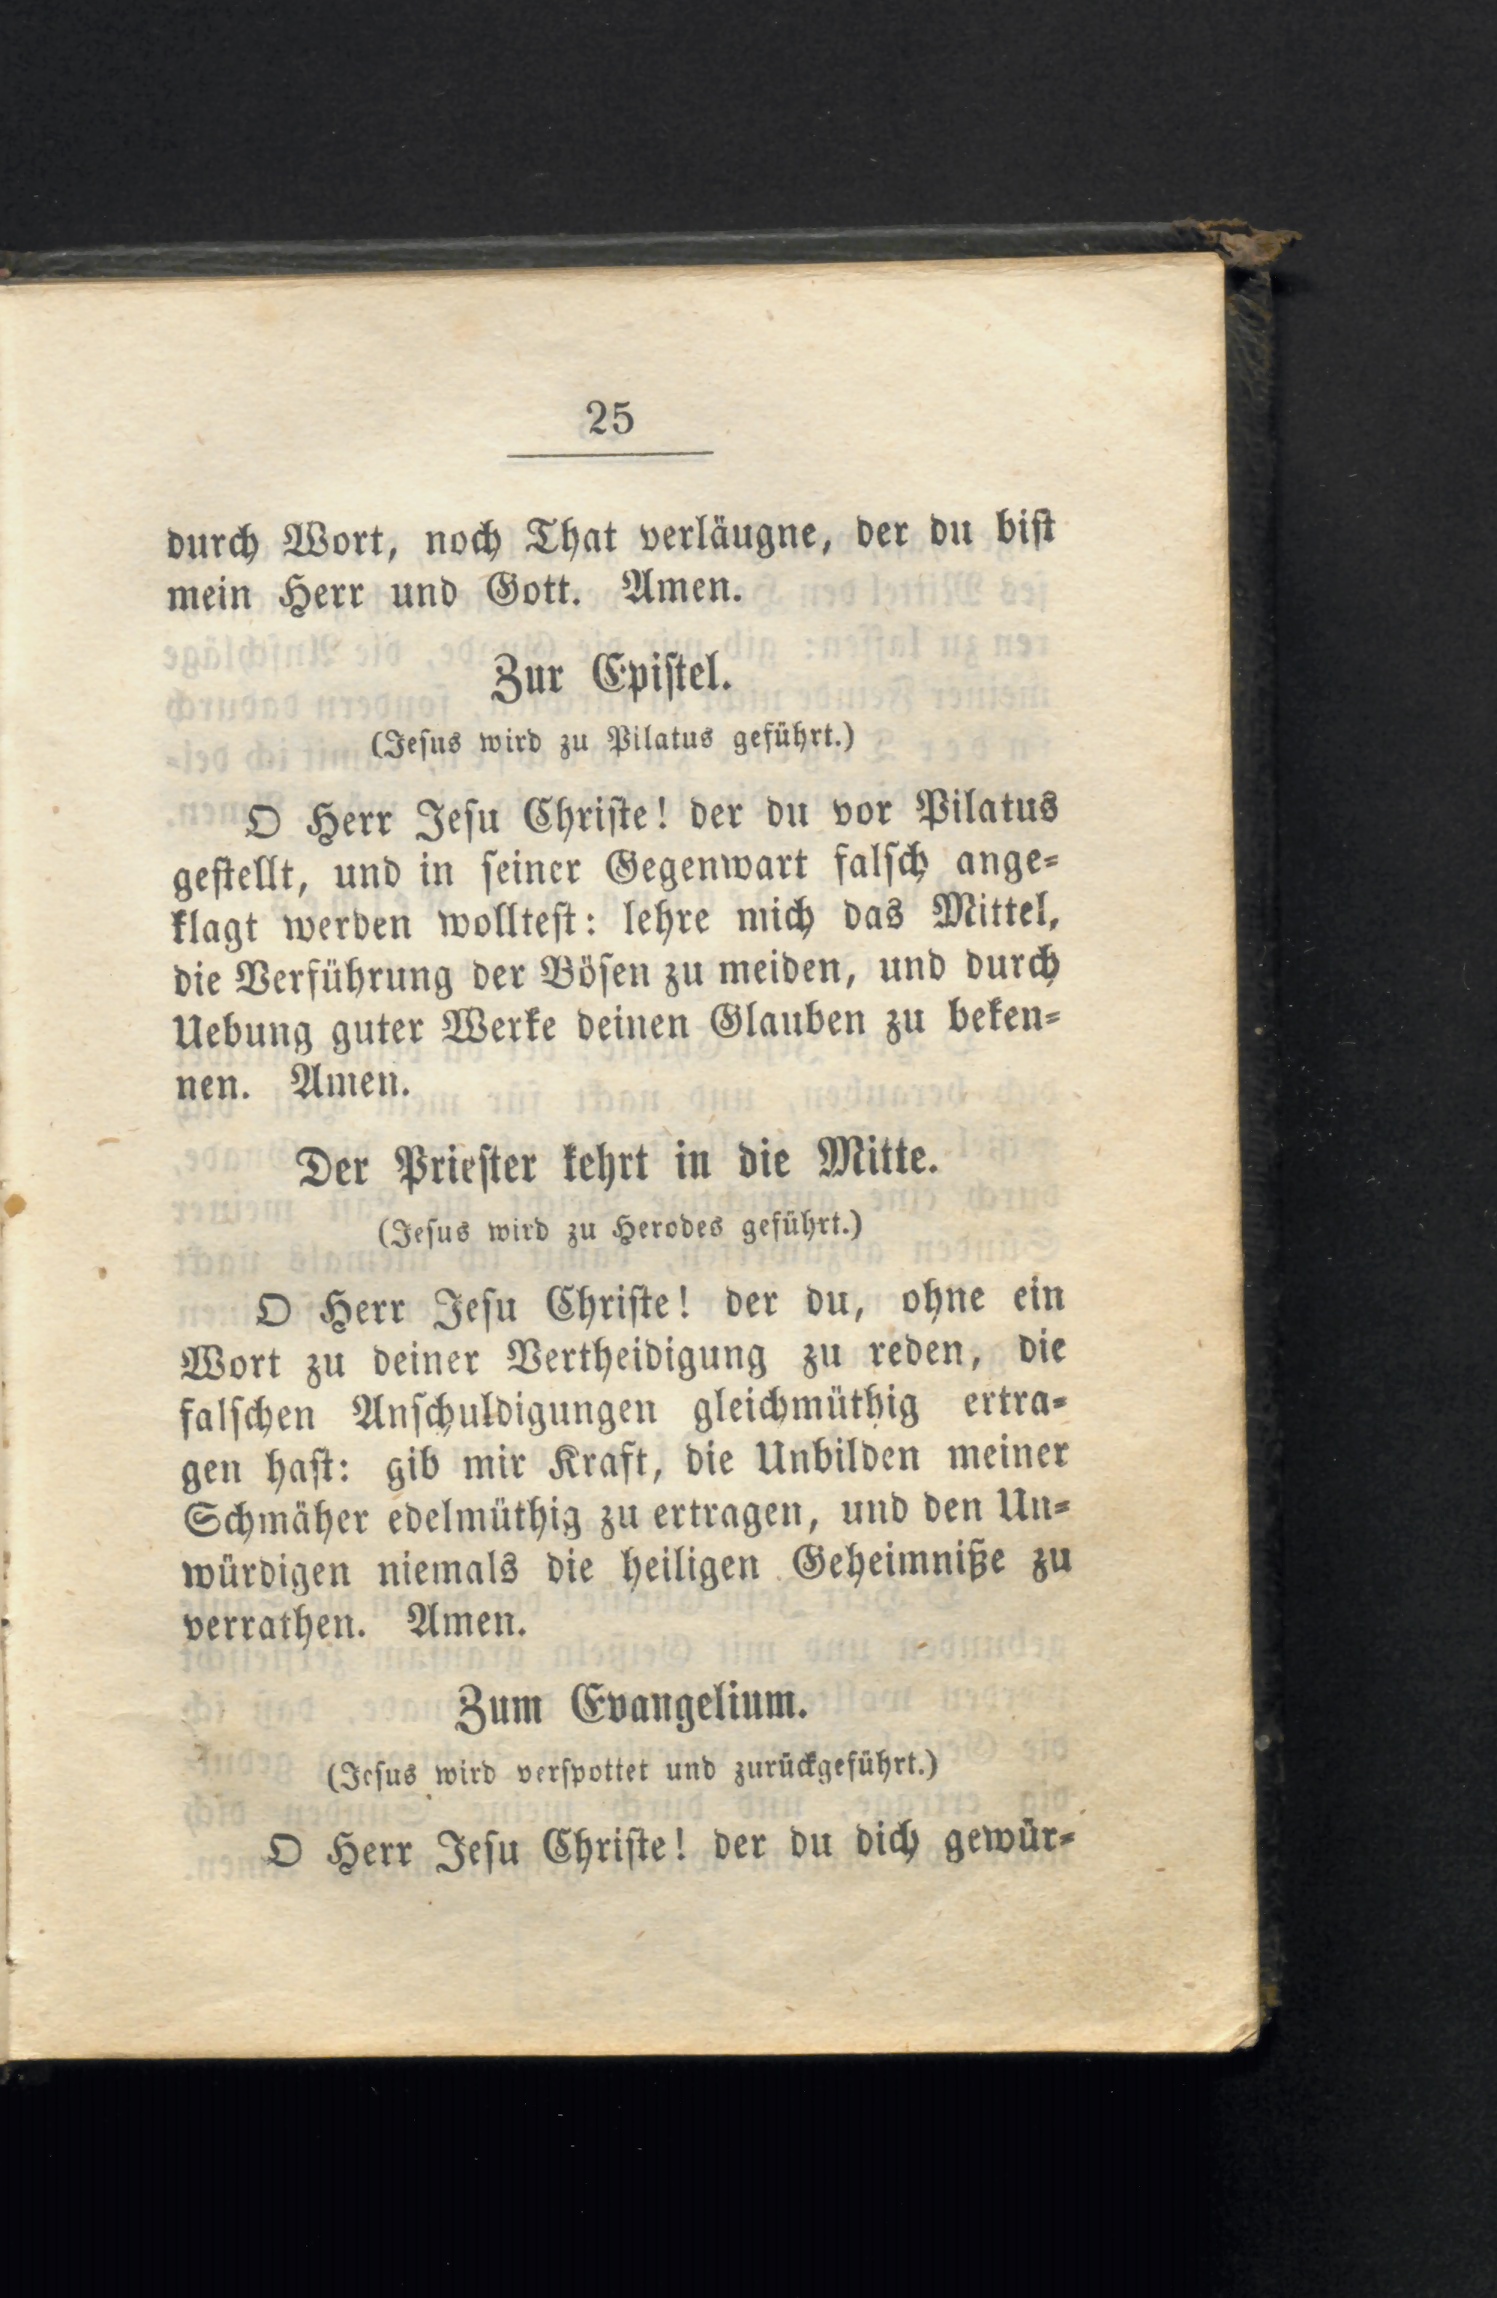 25
durch Wort, noch That verläugne, der du bist
mein Herr und Gott. Amen.
Zur Epistel.
(Jesus wird zu Pilatus geführt.)
O Herr Jesu Christe! der du vor Pilatus
gestellt, und in seiner Gegenwart falsch ange-
klagt werden wolltest: lehre mich das Mittel,
die Verführung der Bösen zu meiden, und durch
Uebung guter Werke deinen Glauben zu beken-
nen. Amen.
Der Priester kehrt in die Mitte.
(Jesus wird zu Herodes geführt.)
O Herr Jesu Christe! der du, ohne ein
Wort zu deiner Vertheidigung zu reden, die
falschen Anschuldigungen gleichmüthig ertra-
gen hast: gib mir Kraft, die Unbilden meiner
Schmäher edelmüthig zu ertragen, und den Un-
würdigen niemals die heiligen Geheimniße zu
verrathen. Amen.
Zum Evangelium.
(Jesus wird verspottet und zurückgeführt.)
O Herr Jesu Christe! der du dich gewür-